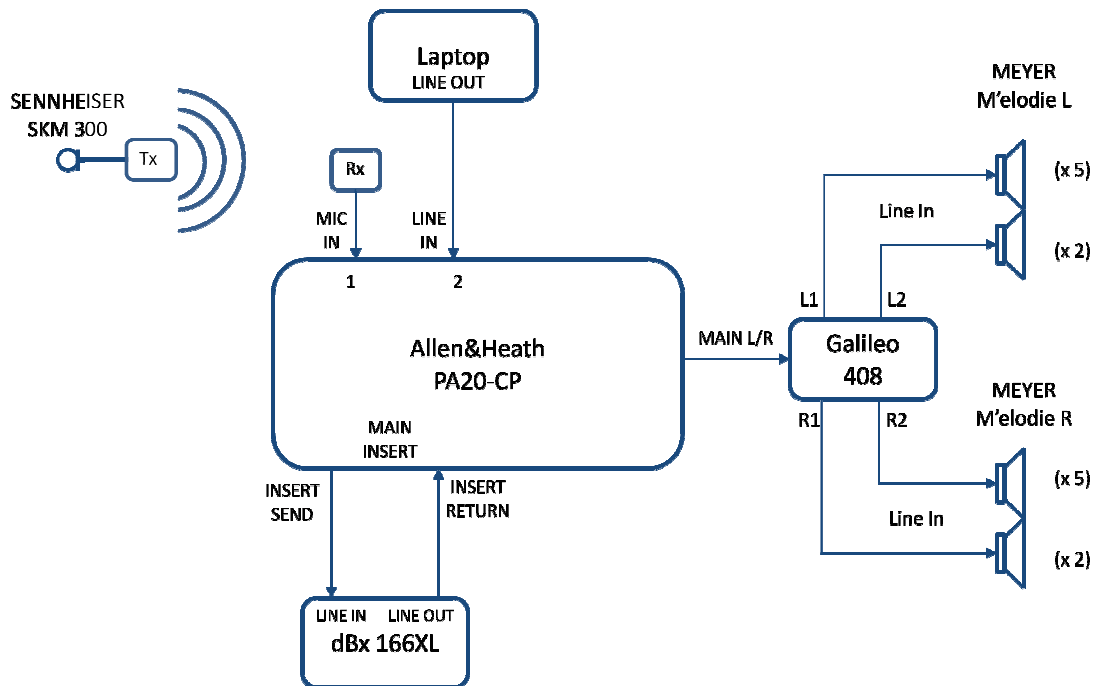 Laptop
LINE OUT
SENNHEISER
SKM 300
Tx
Rx
MIC
IN
LINE
IN
1
2
Allen&Heath
PA20-CP
MAIN
INSERT
INSERT
SEND
INSERT
RETURN
LINE IN
LINE OUT
dBx 166XL
MAIN L/R
Galileo
408
L1
L2
R1
R2
MEYER
M'elodie L
(x 5)
Line In
(x 2)
MEYER
M'elodie R
(x 5)
Line In
(x 2)